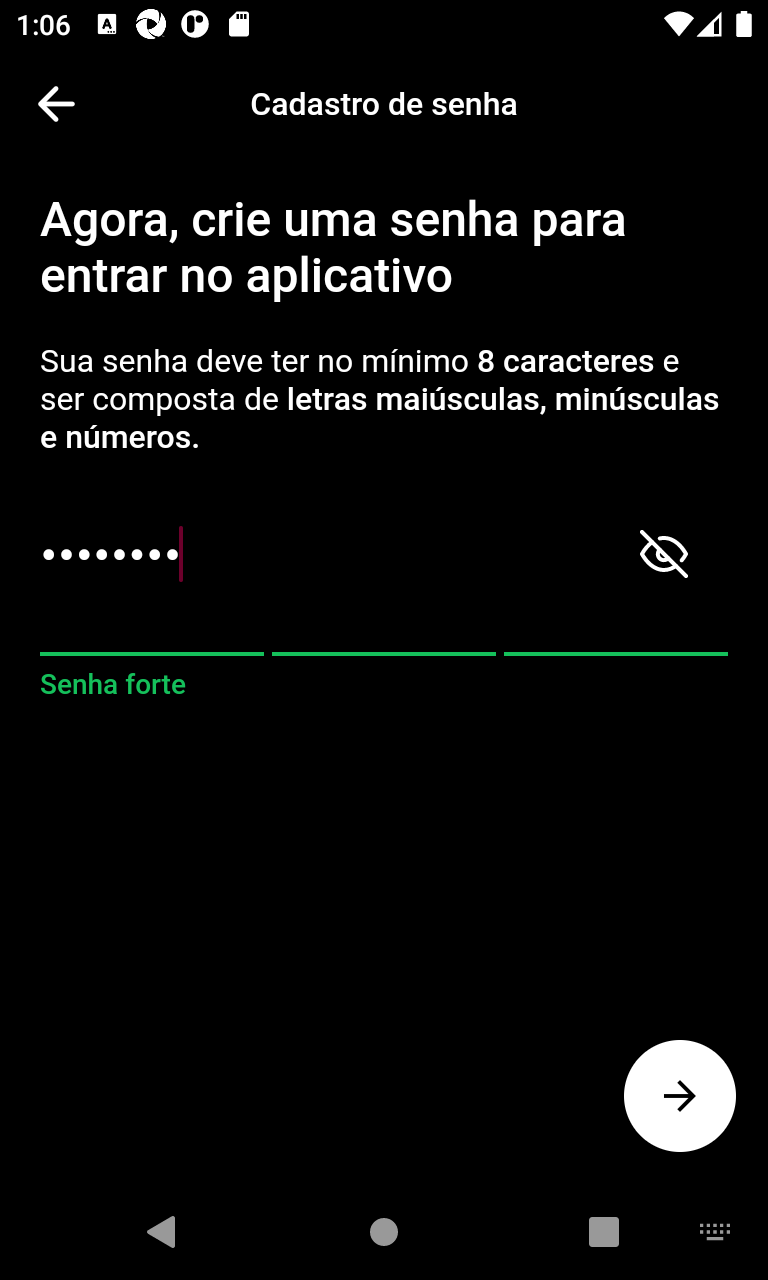 1:06
Cadastro de senha
Agora, crie uma senha para
entrar no aplicativo
Sua senha deve ter no mínimo 8 caracteres e
ser composta de letras maiúsculas, minúsculas
e números.
••••••••
Senha forte